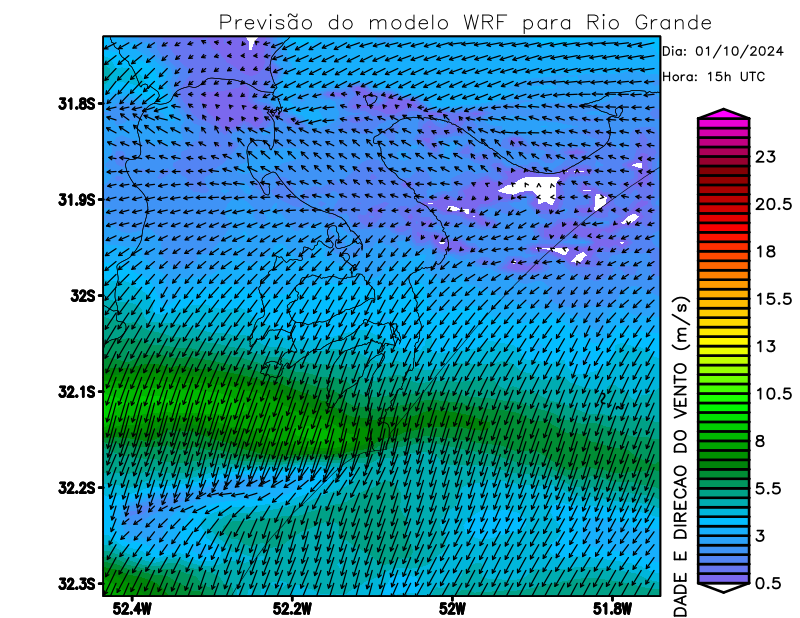 Previsão do modelo WRF para Rio Grande
Dia: 01/10/2024
Hora: 15h UTC
31.8S
31.9S
32S
32.1S
32.2S
32.3S
52.4W
52.2W
52W
51.8W
23
20.5
18
15.5
13
10.5
8
5.5
3
0.5
DADE E DIRECAO DO VENTO (m/s)